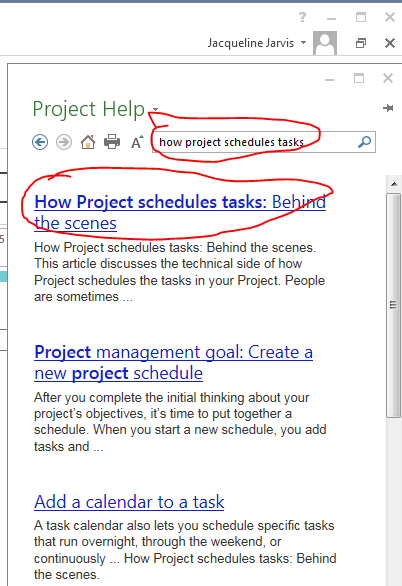 ?
Jacqueline Jarvis
Project Help
A
how project schedules tasks
How Project schedules tasks: Behind
the scenes
5
How Project schedules tasks: Behind the scenes.
This article discusses the technical side of how
Project schedules the tasks in your Project. People
are sometimes ...
Project management goal: Create a
new project schedule
After you complete the initial thinking about your
project's objectives, it's time to put together a
schedule. When you start a new schedule, you add
tasks and ...
Add a calendar to a task
A task calendar also lets you schedule specific tasks
that run overnight, through the weekend, or
continuously ... How Project schedules tasks: Behind
the scenes.